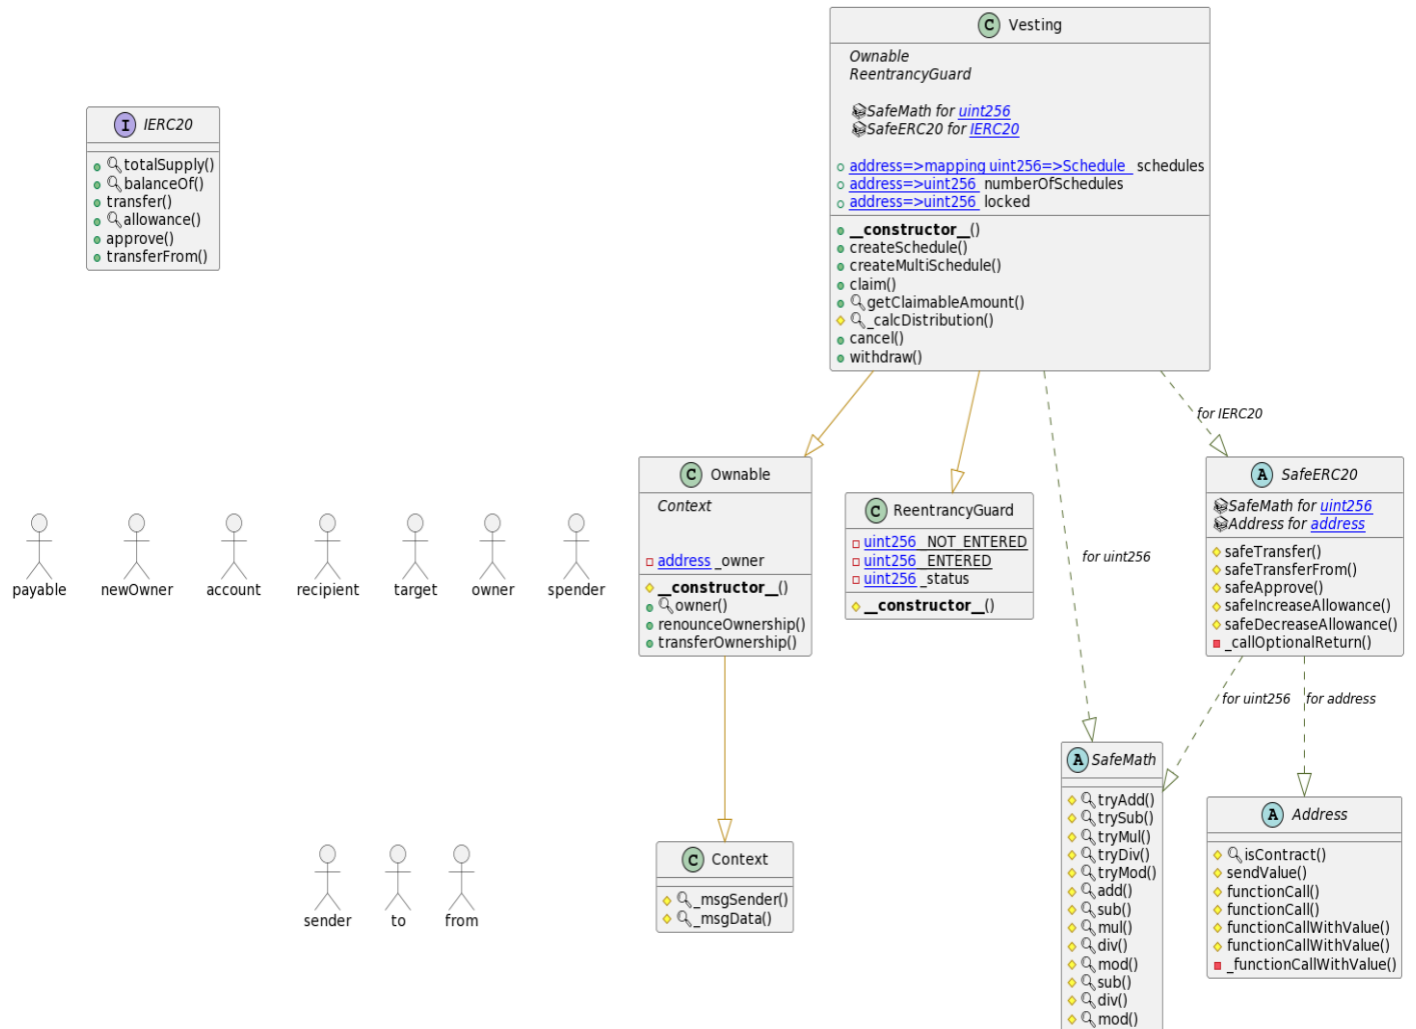 C Vesting
Ownable
ReentrancyGuard
SafeMath for uint256
SafeERC20 for IERC20
address=>mapping uint256=>Schedule schedules
address=>uint256 numberOfSchedules
address=>uint256 locked
__constructor__()
createSchedule()
createMultiSchedule()
claim()
getClaimableAmount()
_calcDistribution()
cancel()
withdraw()
I IERC20
totalSupply()
balanceOf()
transfer()
allowance()
approve()
transferFrom()
for IERC20
for uint256
C Ownable
Context
address _owner
__constructor__()
owner()
renounceOwnership()
transferOwnership()
C ReentrancyGuard
uint256 _NOT_ENTERED
uint256 _ENTERED
uint256 _status
__constructor__()
A SafeERC20
SafeMath for uint256
Address for address
safeTransfer()
safeTransferFrom()
safeApprove()
safeIncreaseAllowance()
safeDecreaseAllowance()
_callOptionalReturn()
payable
newOwner
account
recipient
target
owner
spender
for uint256
for address
C Context
_msgSender()
_msgData()
A SafeMath
tryAdd()
trySub()
tryMul()
tryDiv()
tryMod()
add()
sub()
mul()
div()
mod()
sub()
div()
mod()
A Address
isContract()
sendValue()
functionCall()
functionCall()
functionCallWithValue()
functionCallWithValue()
_functionCallWithValue()
sender
to
from